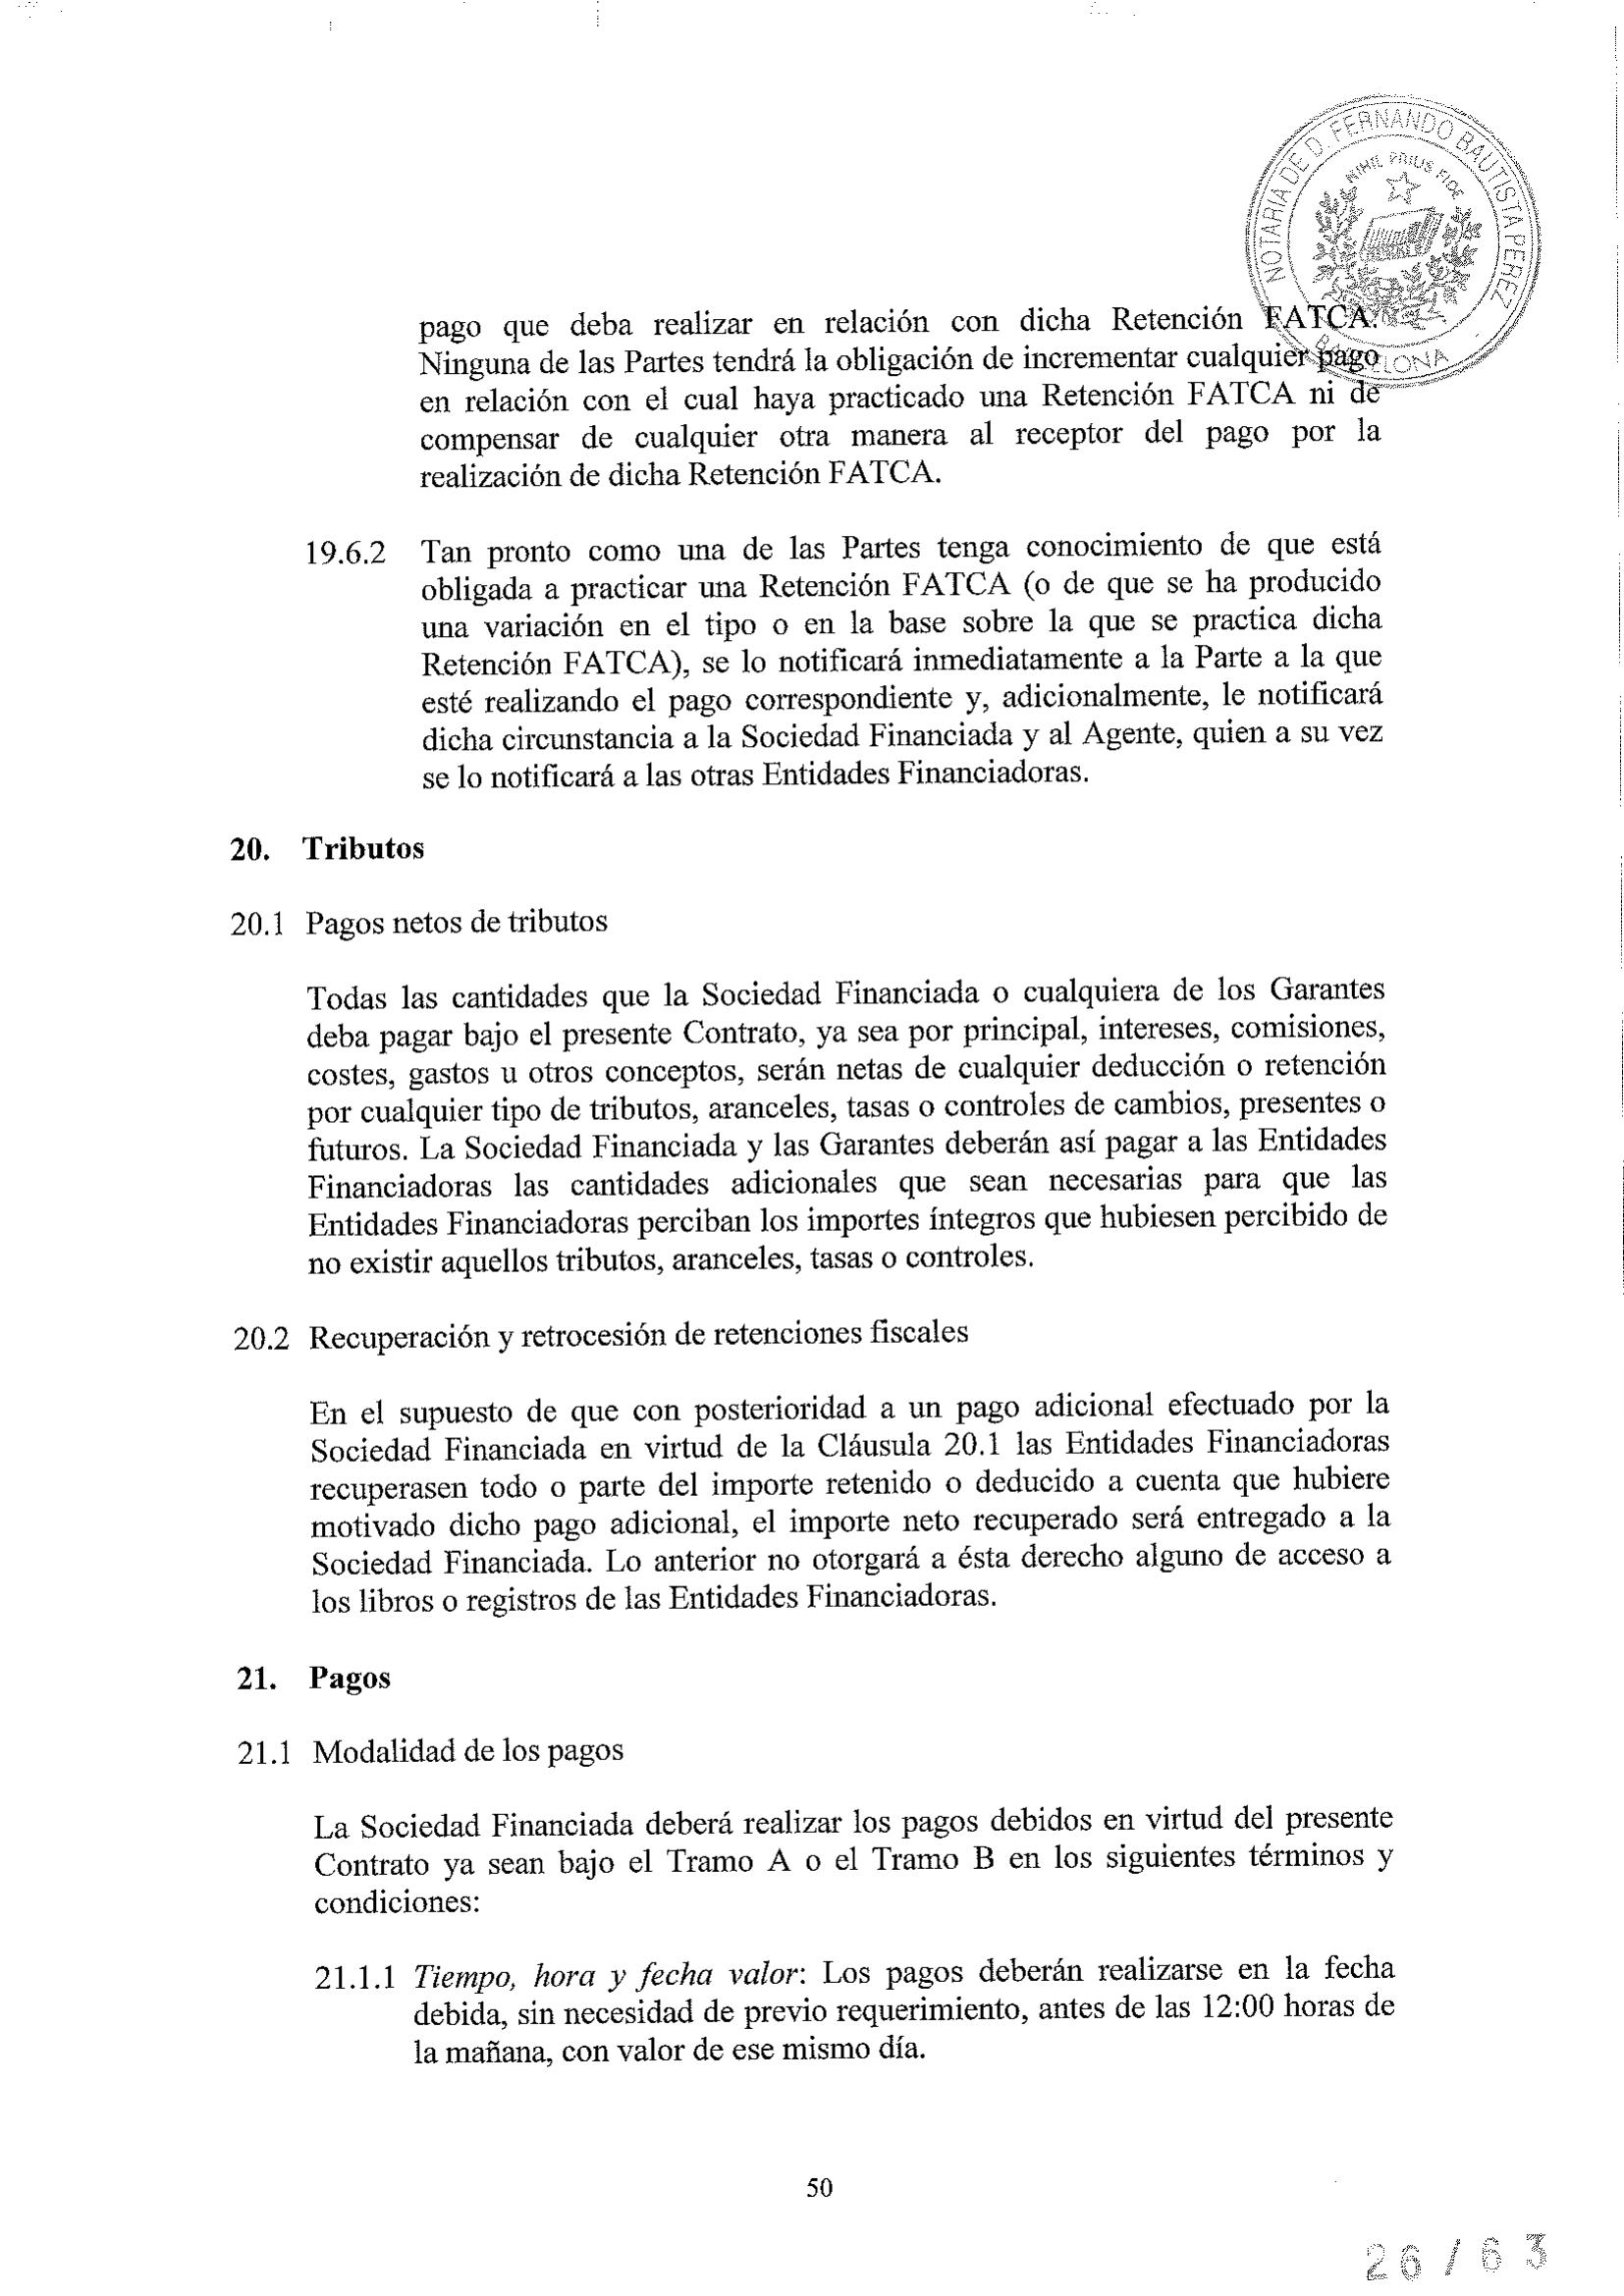 NOTARIA DE D. FERNANDO BAUTISTA PEREZ
NIHIL PRIUS FIDE
BARCELONA
pago que deba realizar en relación con dicha Retención FATCA.
Ninguna de las Partes tendrá la obligación de incrementar cualquier pago
en relación con el cual haya practicado una Retención FATCA ni de
compensar de cualquier otra manera al receptor del pago por la
realización de dicha Retención FATCA.
19.6.2 Tan pronto como una de las Partes tenga conocimiento de que está
obligada a practicar una Retención FATCA (o de que se ha producido
una variación en el tipo o en la base sobre la que se practica dicha
Retención FATCA), se lo notificará inmediatamente a la Parte a la que
esté realizando el pago correspondiente y, adicionalmente, le notificará
dicha circunstancia a la Sociedad Financiada y al Agente, quien a su vez
se lo notificará a las otras Entidades Financiadoras.
20. Tributos
20.1 Pagos netos de tributos
Todas las cantidades que la Sociedad Financiada o cualquiera de los Garantes
deba pagar bajo el presente Contrato, ya sea por principal, intereses, comisiones,
costes, gastos u otros conceptos, serán netas de cualquier deducción o retención
por cualquier tipo de tributos, aranceles, tasas o controles de cambios, presentes o
futuros. La Sociedad Financiada y las Garantes deberán así pagar a las Entidades
Financiadoras las cantidades adicionales que sean necesarias para que las
Entidades Financiadoras perciban los importes íntegros que hubiesen percibido de
no existir aquellos tributos, aranceles, tasas o controles.
20.2 Recuperación y retrocesión de retenciones fiscales
En el supuesto de que con posterioridad a un pago adicional efectuado por la
Sociedad Financiada en virtud de la Cláusula 20.1 las Entidades Financiadoras
recuperasen todo o parte del importe retenido o deducido a cuenta que hubiere
motivado dicho pago adicional, el importe neto recuperado será entregado a la
Sociedad Financiada. Lo anterior no otorgará a ésta derecho alguno de acceso a
los libros o registros de las Entidades Financiadoras.
21. Pagos
21.1 Modalidad de los pagos
La Sociedad Financiada deberá realizar los pagos debidos en virtud del presente
Contrato ya sean bajo el Tramo A o el Tramo B en los siguientes términos y
condiciones:
21.1.1 Tiempo, hora y fecha valor: Los pagos deberán realizarse en la fecha
debida, sin necesidad de previo requerimiento, antes de las 12:00 horas de
la mañana, con valor de ese mismo día.
50
26/63